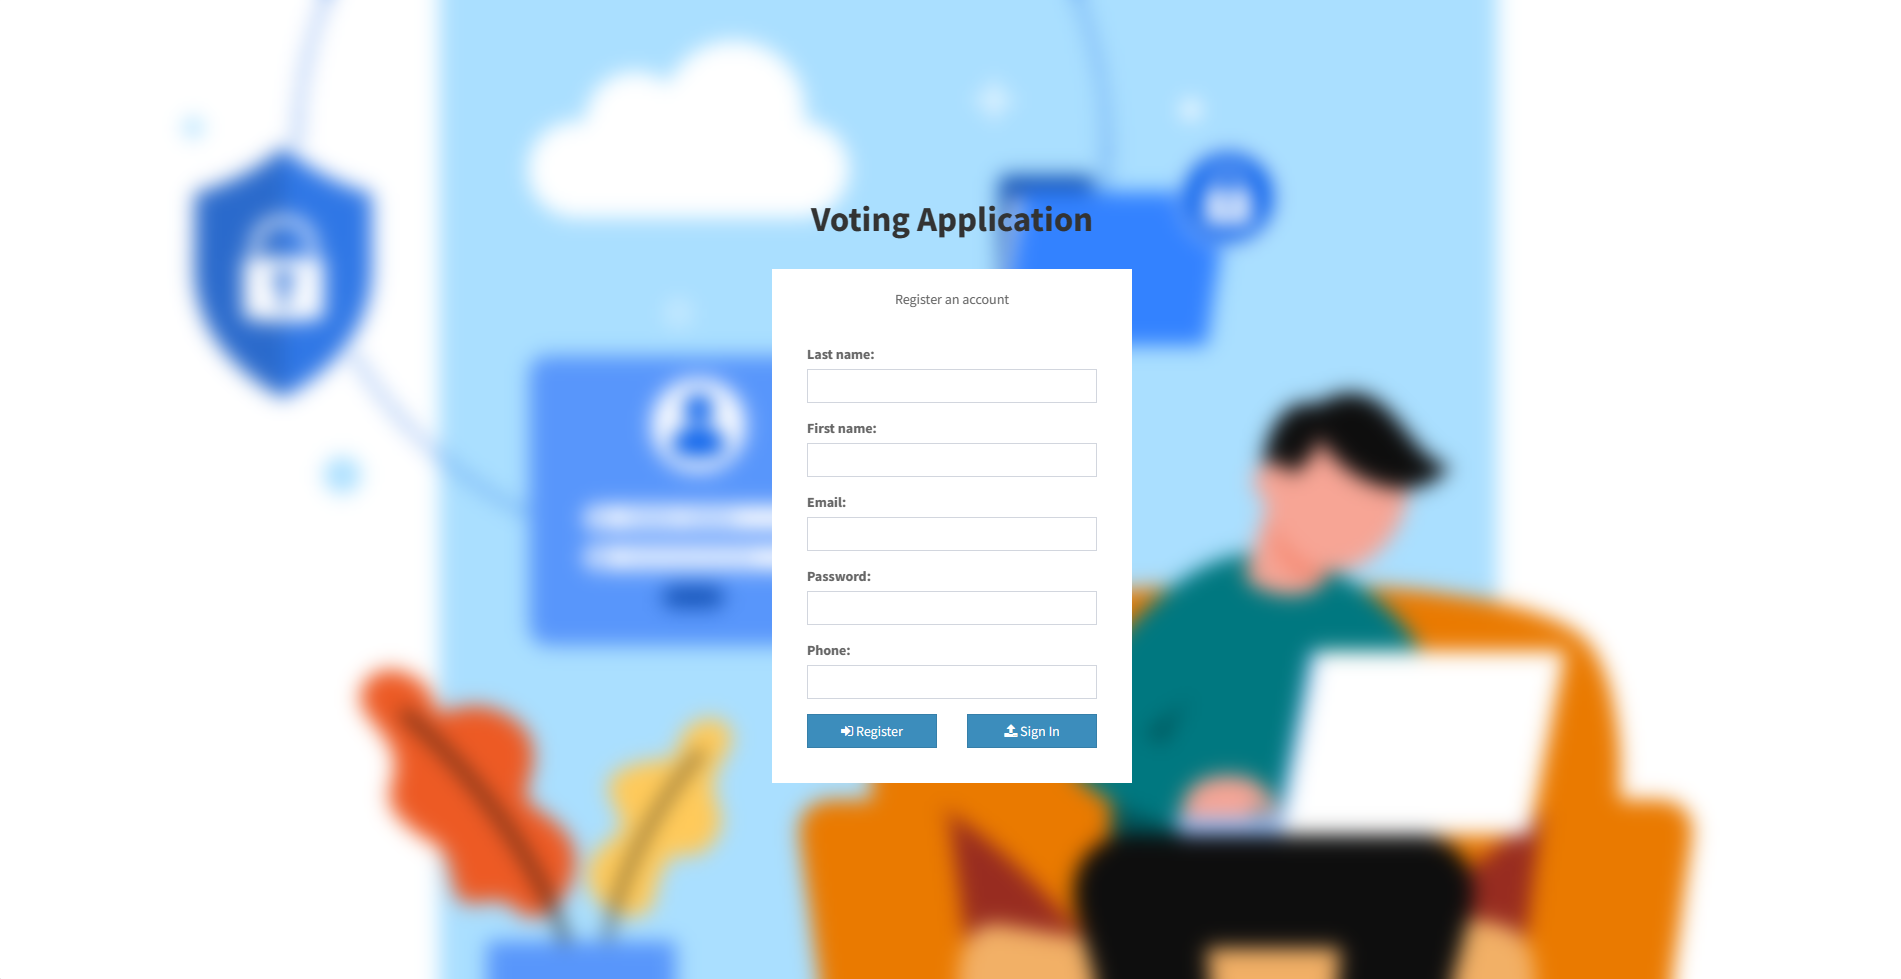 Voting Application
Register an account
Last name:
First name:
Email:
Password:
Phone:
Register
Sign In